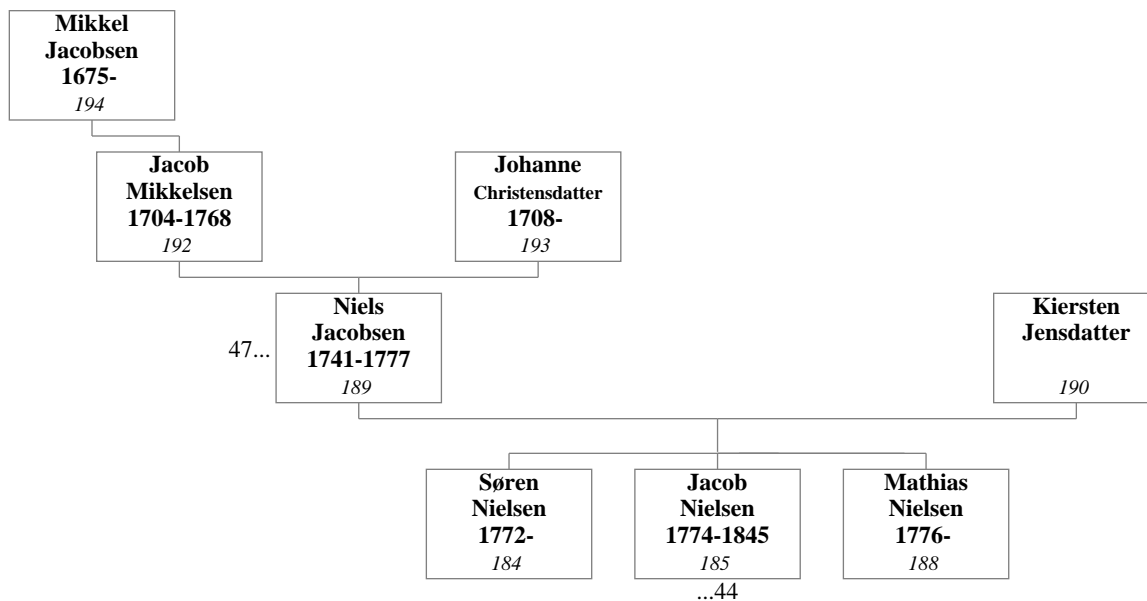 Mikkel
Jacobsen
1675-
194
Jacob
Mikkelsen
1704-1768
192
Johanne
Christensdatter
1708-
193
47...
Niels
Jacobsen
1741-1777
189
Kiersten
Jensdatter
190
Søren
Nielsen
1772-
184
Jacob
Nielsen
1774-1845
185
...44
Mathias
Nielsen
1776-
188